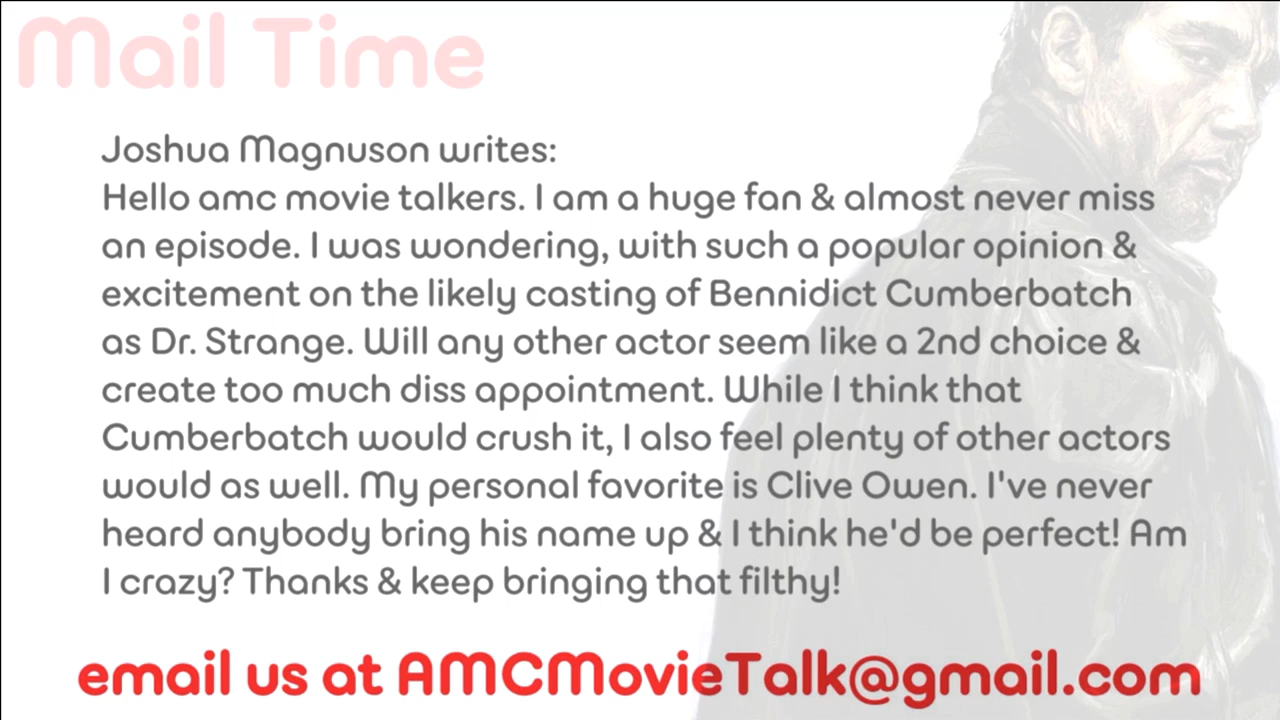 Mail Time
Joshua Magnuson writes:
Hello amc movie talkers. I am a huge fan & almost never miss
an episode. I was wondering, with such a popular opinion &
excitement on the likely casting of Bennidict Cumberbatch
as Dr. Strange. Will any other actor seem like a 2nd choice &
create too much diss appointment. While I think that
Cumberbatch would crush it, I also feel plenty of other actors
would as well. My personal favorite is Clive Owen. I've never
heard anybody bring his name up & I think he'd be perfect! Am
I crazy? Thanks & keep bringing that filthy!
email us at AMCMovieTalk@gmail.com